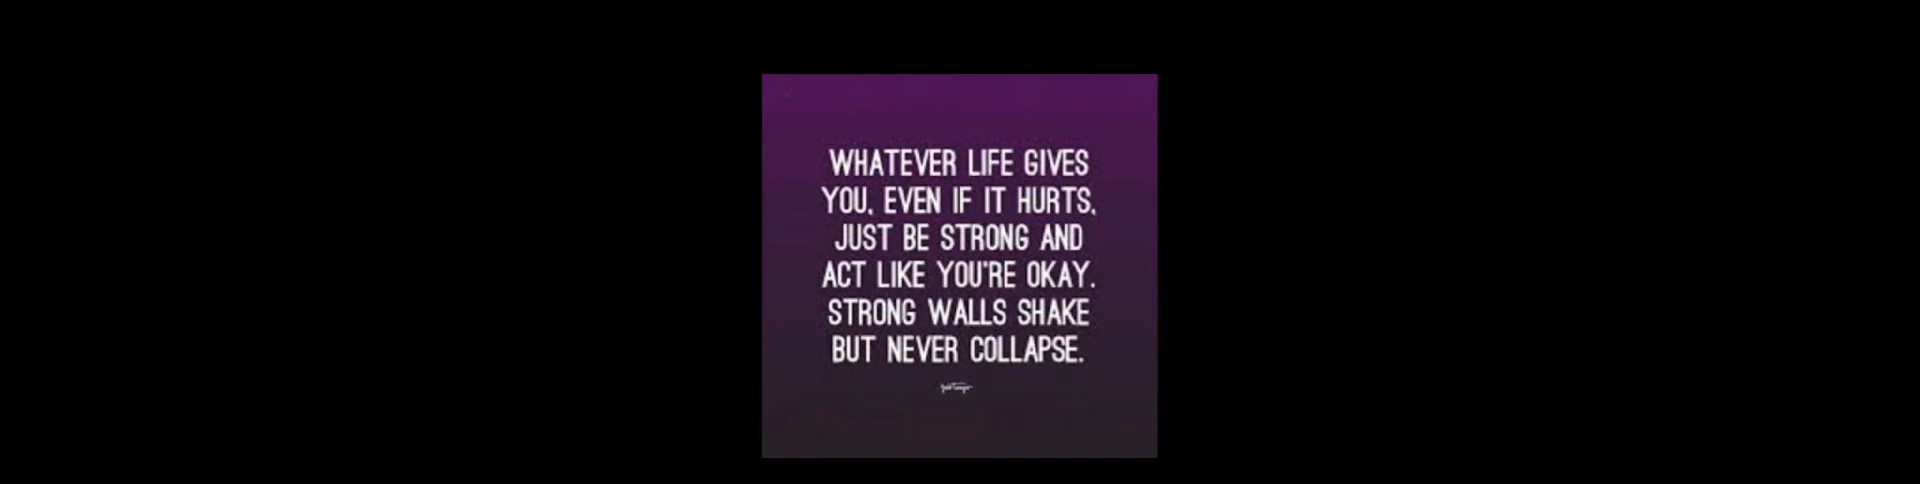 WHATEVER LIFE GIVES
YOU, EVEN IF IT HURTS,
JUST BE STRONG AND
ACT LIKE YOU'RE OKAY.
STRONG WALLS SHAKE
BUT NEVER COLLAPSE.